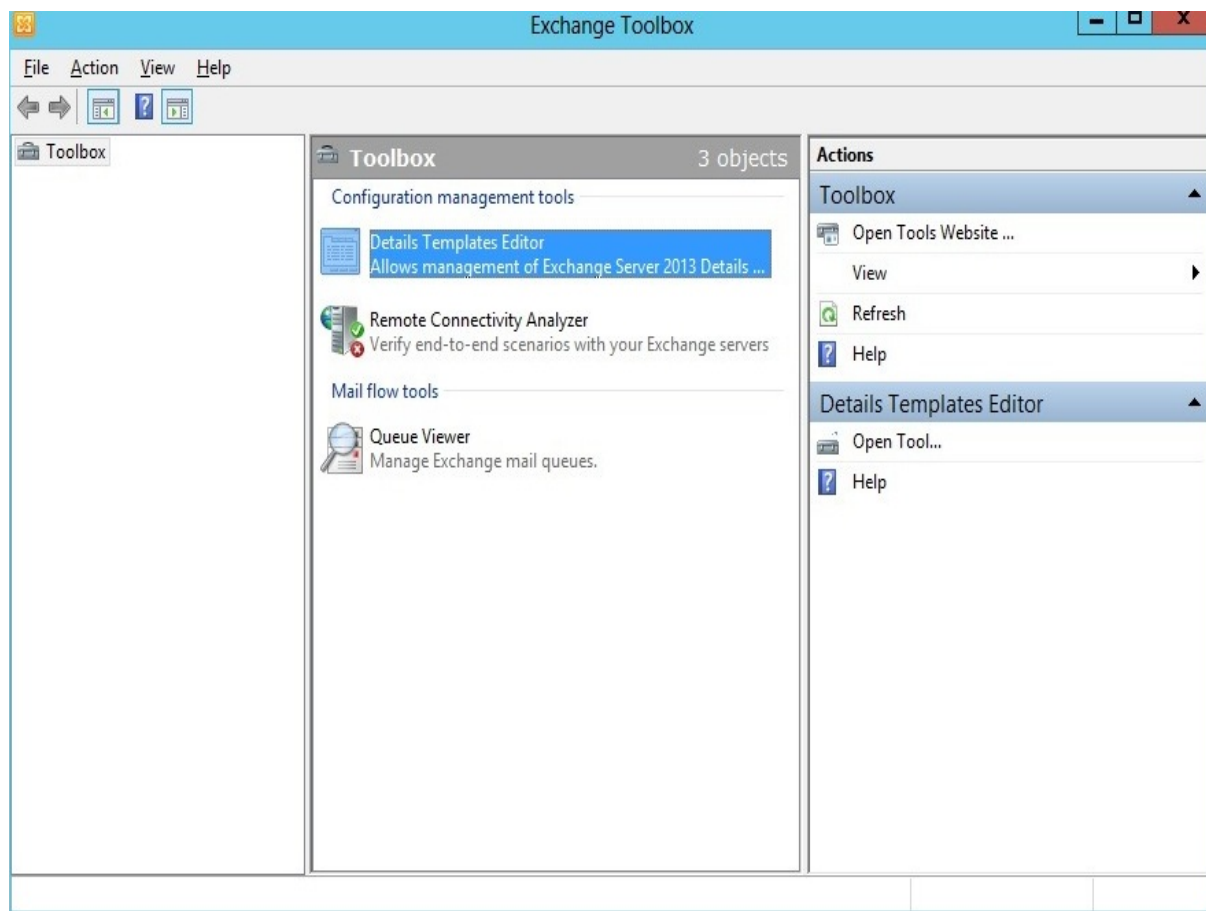 Exchange Toolbox
File Action View Help
Toolbox
Toolbox 3 objects
Configuration management tools
Details Templates Editor
Allows management of Exchange Server 2013 Details ...
Remote Connectivity Analyzer
Verify end-to-end scenarios with your Exchange servers
Mail flow tools
Queue Viewer
Manage Exchange mail queues.
Actions
Toolbox
Open Tools Website ...
View
Refresh
Help
Details Templates Editor
Open Tool...
Help